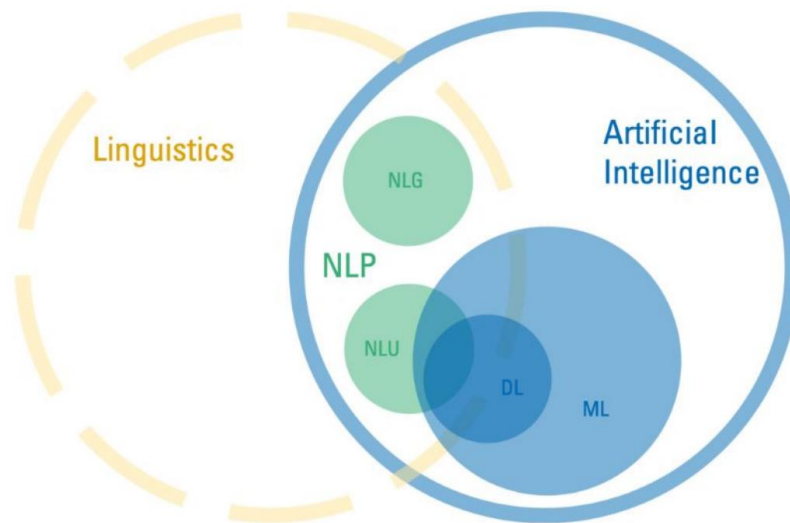 Linguistics
Artificial
Intelligence
NLG
NLP
NLU
DL
ML